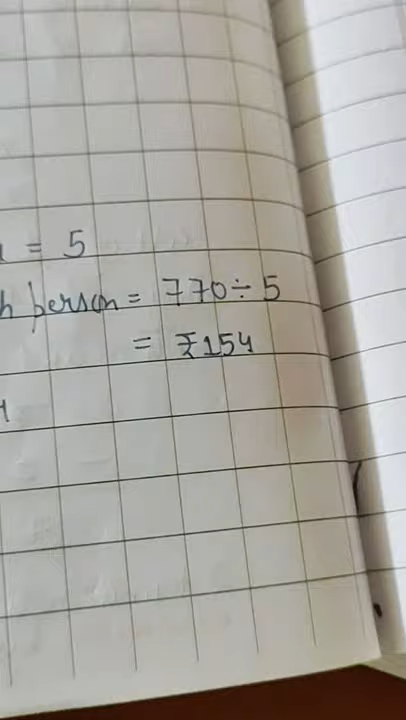 = 5
person = 770 ÷ 5
= ₹154